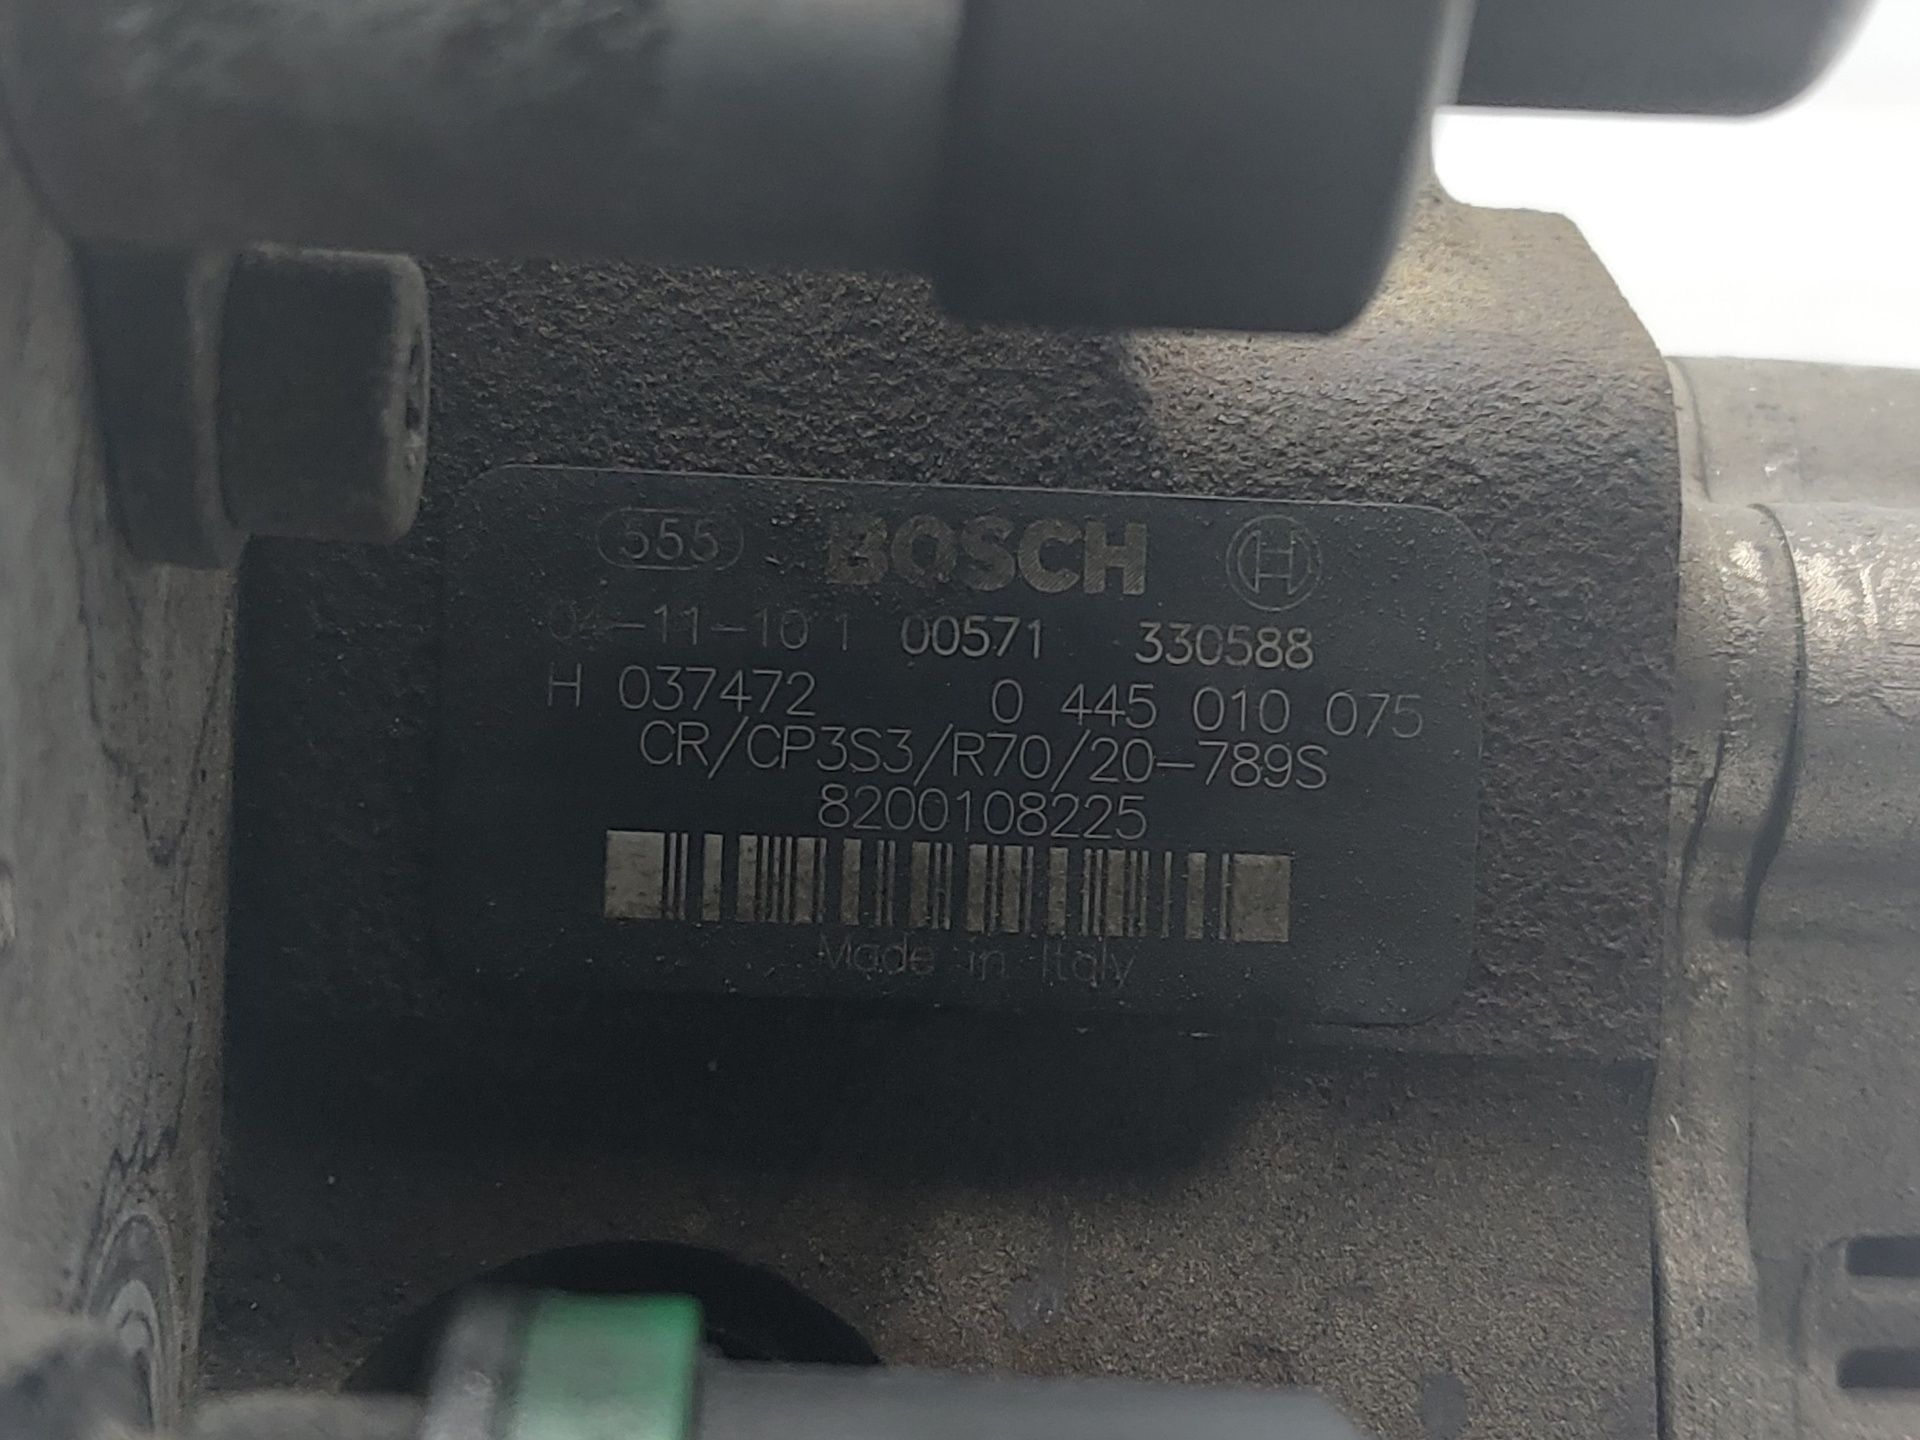 555 BOSCH
04-11-10 1 00571 330588
H 037472 0 445 010 075
CR/CP3S3/R70/20-789S
8200108225
Made in Italy